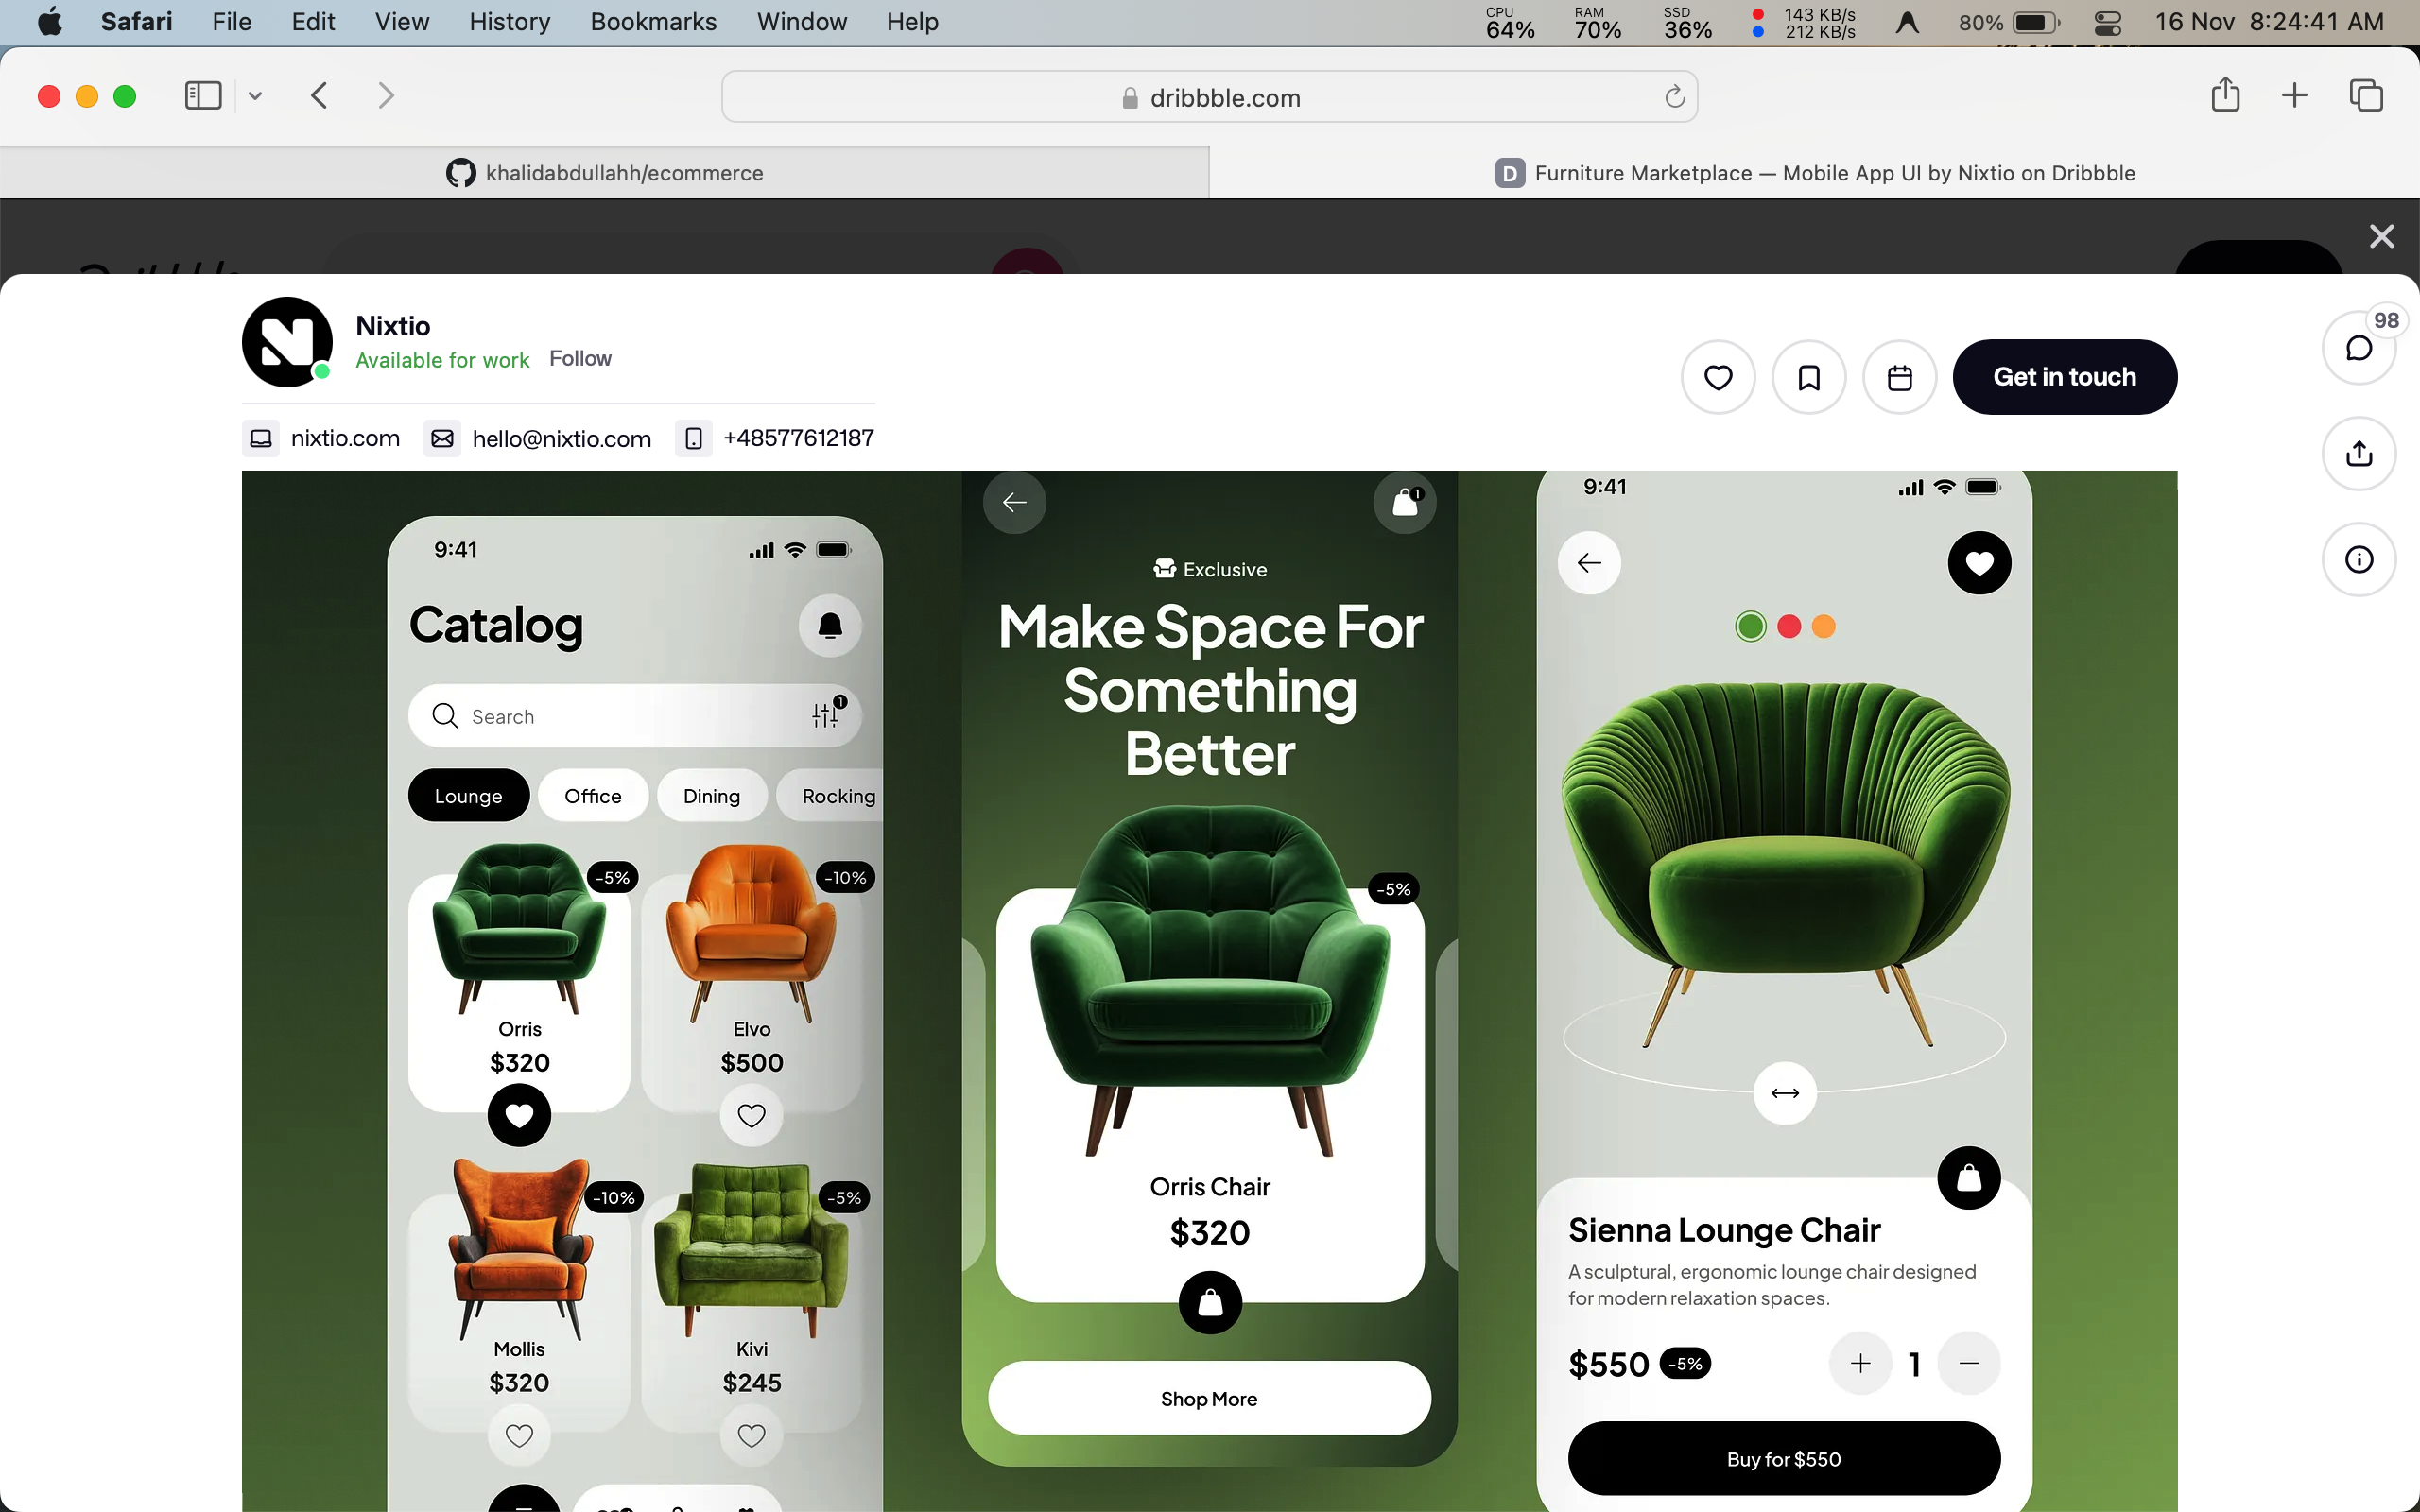 Safari File Edit View History Bookmarks Window Help
CPU 64% RAM 70% SSD 36% 143 KB/s 212 KB/s 80% 16 Nov 8:24:41 AM
dribbble.com
khalidabdullahh/ecommerce
D Furniture Marketplace — Mobile App UI by Nixtio on Dribbble
Nixtio
Available for work Follow
Get in touch
98
nixtio.com hello@nixtio.com +48577612187
9:41
Catalog
Search
1
Lounge Office Dining Rocking
-5%
-10%
Orris
$320
Elvo
$500
-10%
-5%
Mollis
$320
Kivi
$245
1
Exclusive
Make Space For
Something
Better
-5%
Orris Chair
$320
Shop More
9:41
Sienna Lounge Chair
A sculptural, ergonomic lounge chair designed
for modern relaxation spaces.
$550 -5% + 1 −
Buy for $550